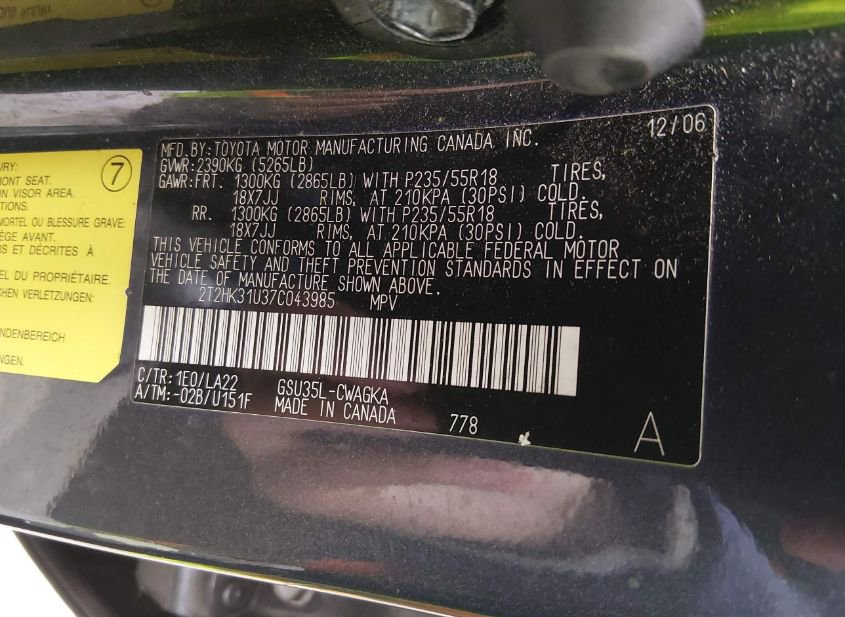 MFD.BY:TOYOTA MOTOR MANUFACTURING CANADA INC. 12/06
GVWR:2390KG (5265LB)
GAWR:FRT. 1300KG (2865LB) WITH P235/55R18 TIRES,
18X7JJ RIMS, AT 210KPA (30PSI) COLD.
RR. 1300KG (2865LB) WITH P235/55R18 TIRES,
18X7JJ RIMS, AT 210KPA (30PSI) COLD.
THIS VEHICLE CONFORMS TO ALL APPLICABLE FEDERAL MOTOR
VEHICLE SAFETY AND THEFT PREVENTION STANDARDS IN EFFECT ON
THE DATE OF MANUFACTURE SHOWN ABOVE.
2T2HK31U37C043985 MPV
C/TR:1E0/LA22 GSU35L-CWAGKA
A/TM:-02B/U151F MADE IN CANADA 778
A
7
URY:
RONT SEAT.
IN VISOR AREA.
MORTEL OU BLESSURE GRAVE:
ÈGE AVANT.
RS ET DÉCRITES À
EL DU PROPRIÉTAIRE.
CHEN VERLETZUNGEN:
NDENBEREICH